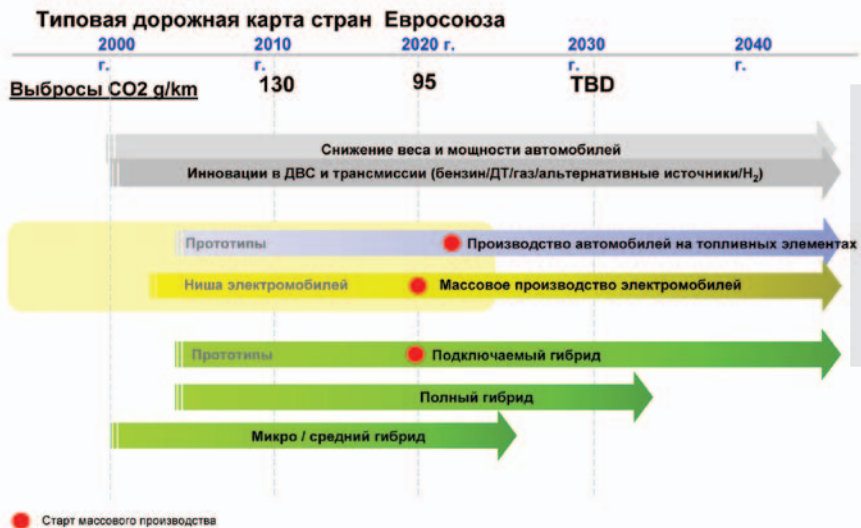 Типовая дорожная карта стран Евросоюза
2000 г. 2010 г. 2020 г. 2030 г. 2040 г.
Выбросы CO2 g/km 130 95 TBD
Снижение веса и мощности автомобилей
Инновации в ДВС и трансмиссии (бензин/ДТ/газ/альтернативные источники/H₂)
Прототипы Производство автомобилей на топливных элементах
Ниша электромобилей Массовое производство электромобилей
Прототипы Подключаемый гибрид
Полный гибрид
Микро / средний гибрид
Старт массового производства